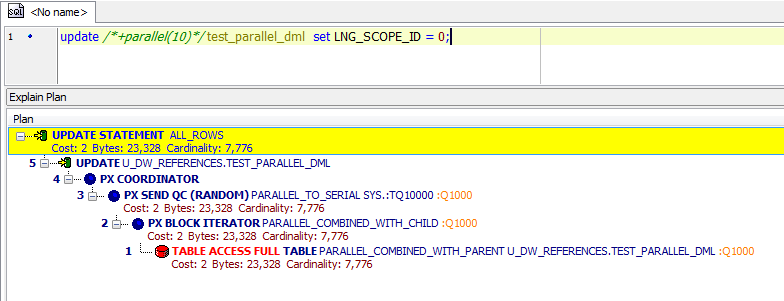 SQL <No name>
1 update /*+parallel(10)*/ test_parallel_dml set LNG_SCOPE_ID = 0;
Explain Plan
Plan
UPDATE STATEMENT ALL_ROWS
Cost: 2 Bytes: 23,328 Cardinality: 7,776
5 UPDATE U_DW_REFERENCES.TEST_PARALLEL_DML
4 PX COORDINATOR
3 PX SEND QC (RANDOM) PARALLEL_TO_SERIAL SYS.:TQ10000 :Q1000
Cost: 2 Bytes: 23,328 Cardinality: 7,776
2 PX BLOCK ITERATOR PARALLEL_COMBINED_WITH_CHILD :Q1000
Cost: 2 Bytes: 23,328 Cardinality: 7,776
1 TABLE ACCESS FULL TABLE PARALLEL_COMBINED_WITH_PARENT U_DW_REFERENCES.TEST_PARALLEL_DML :Q1000
Cost: 2 Bytes: 23,328 Cardinality: 7,776